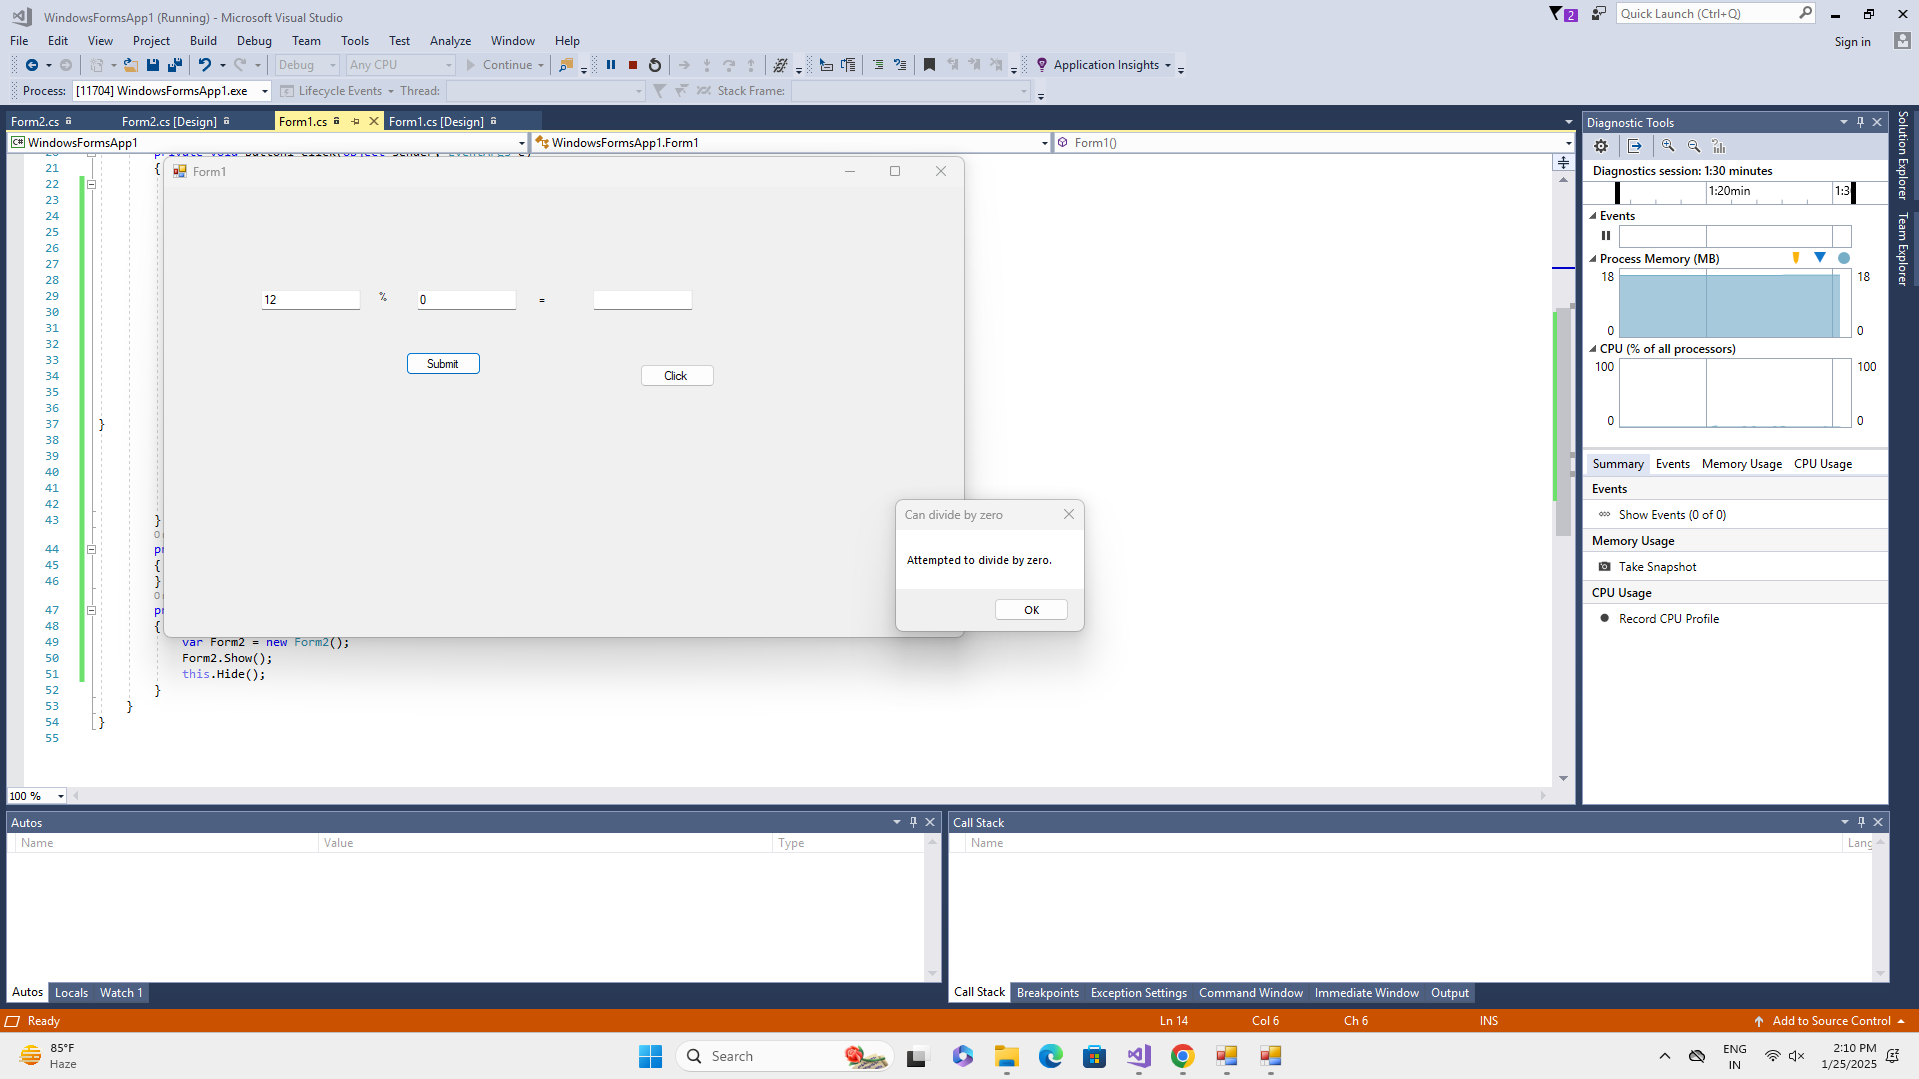 WindowsFormsApp1 (Running) - Microsoft Visual Studio
2
Quick Launch (Ctrl+Q)
File Edit View Project Build Debug Team Tools Test Analyze Window Help
Sign in
Debug Any CPU Continue Application Insights
Process: [11704] WindowsFormsApp1.exe Lifecycle Events Thread: Stack Frame:
Form2.cs Form2.cs [Design] Form1.cs Form1.cs [Design]
C# WindowsFormsApp1 WindowsFormsApp1.Form1 Form1()
21 {
22
23
24
25
26
27
28
29
30
31
32
33
34
35
36
37 }
38
39
40
41
42
43 }
44
45 {
46 }
47
48 {
49 var Form2 = new Form2();
50 Form2.Show();
51 this.Hide();
52 }
53 }
54 }
55
100 %
Form1
12 % 0 =
Submit
Click
Can divide by zero
Attempted to divide by zero.
OK
Diagnostic Tools
Diagnostics session: 1:30 minutes
1:20min
Events
Process Memory (MB)
18 18
0 0
CPU (% of all processors)
100 100
0 0
Summary Events Memory Usage CPU Usage
Events
Show Events (0 of 0)
Memory Usage
Take Snapshot
CPU Usage
Record CPU Profile
Solution Explorer
Team Explorer
Autos
Name Value Type
Autos Locals Watch 1
Call Stack
Name Lang
Call Stack Breakpoints Exception Settings Command Window Immediate Window Output
Ready Ln 14 Col 6 Ch 6 INS Add to Source Control
85°F
Haze
Search
ENG
IN
2:10 PM
1/25/2025